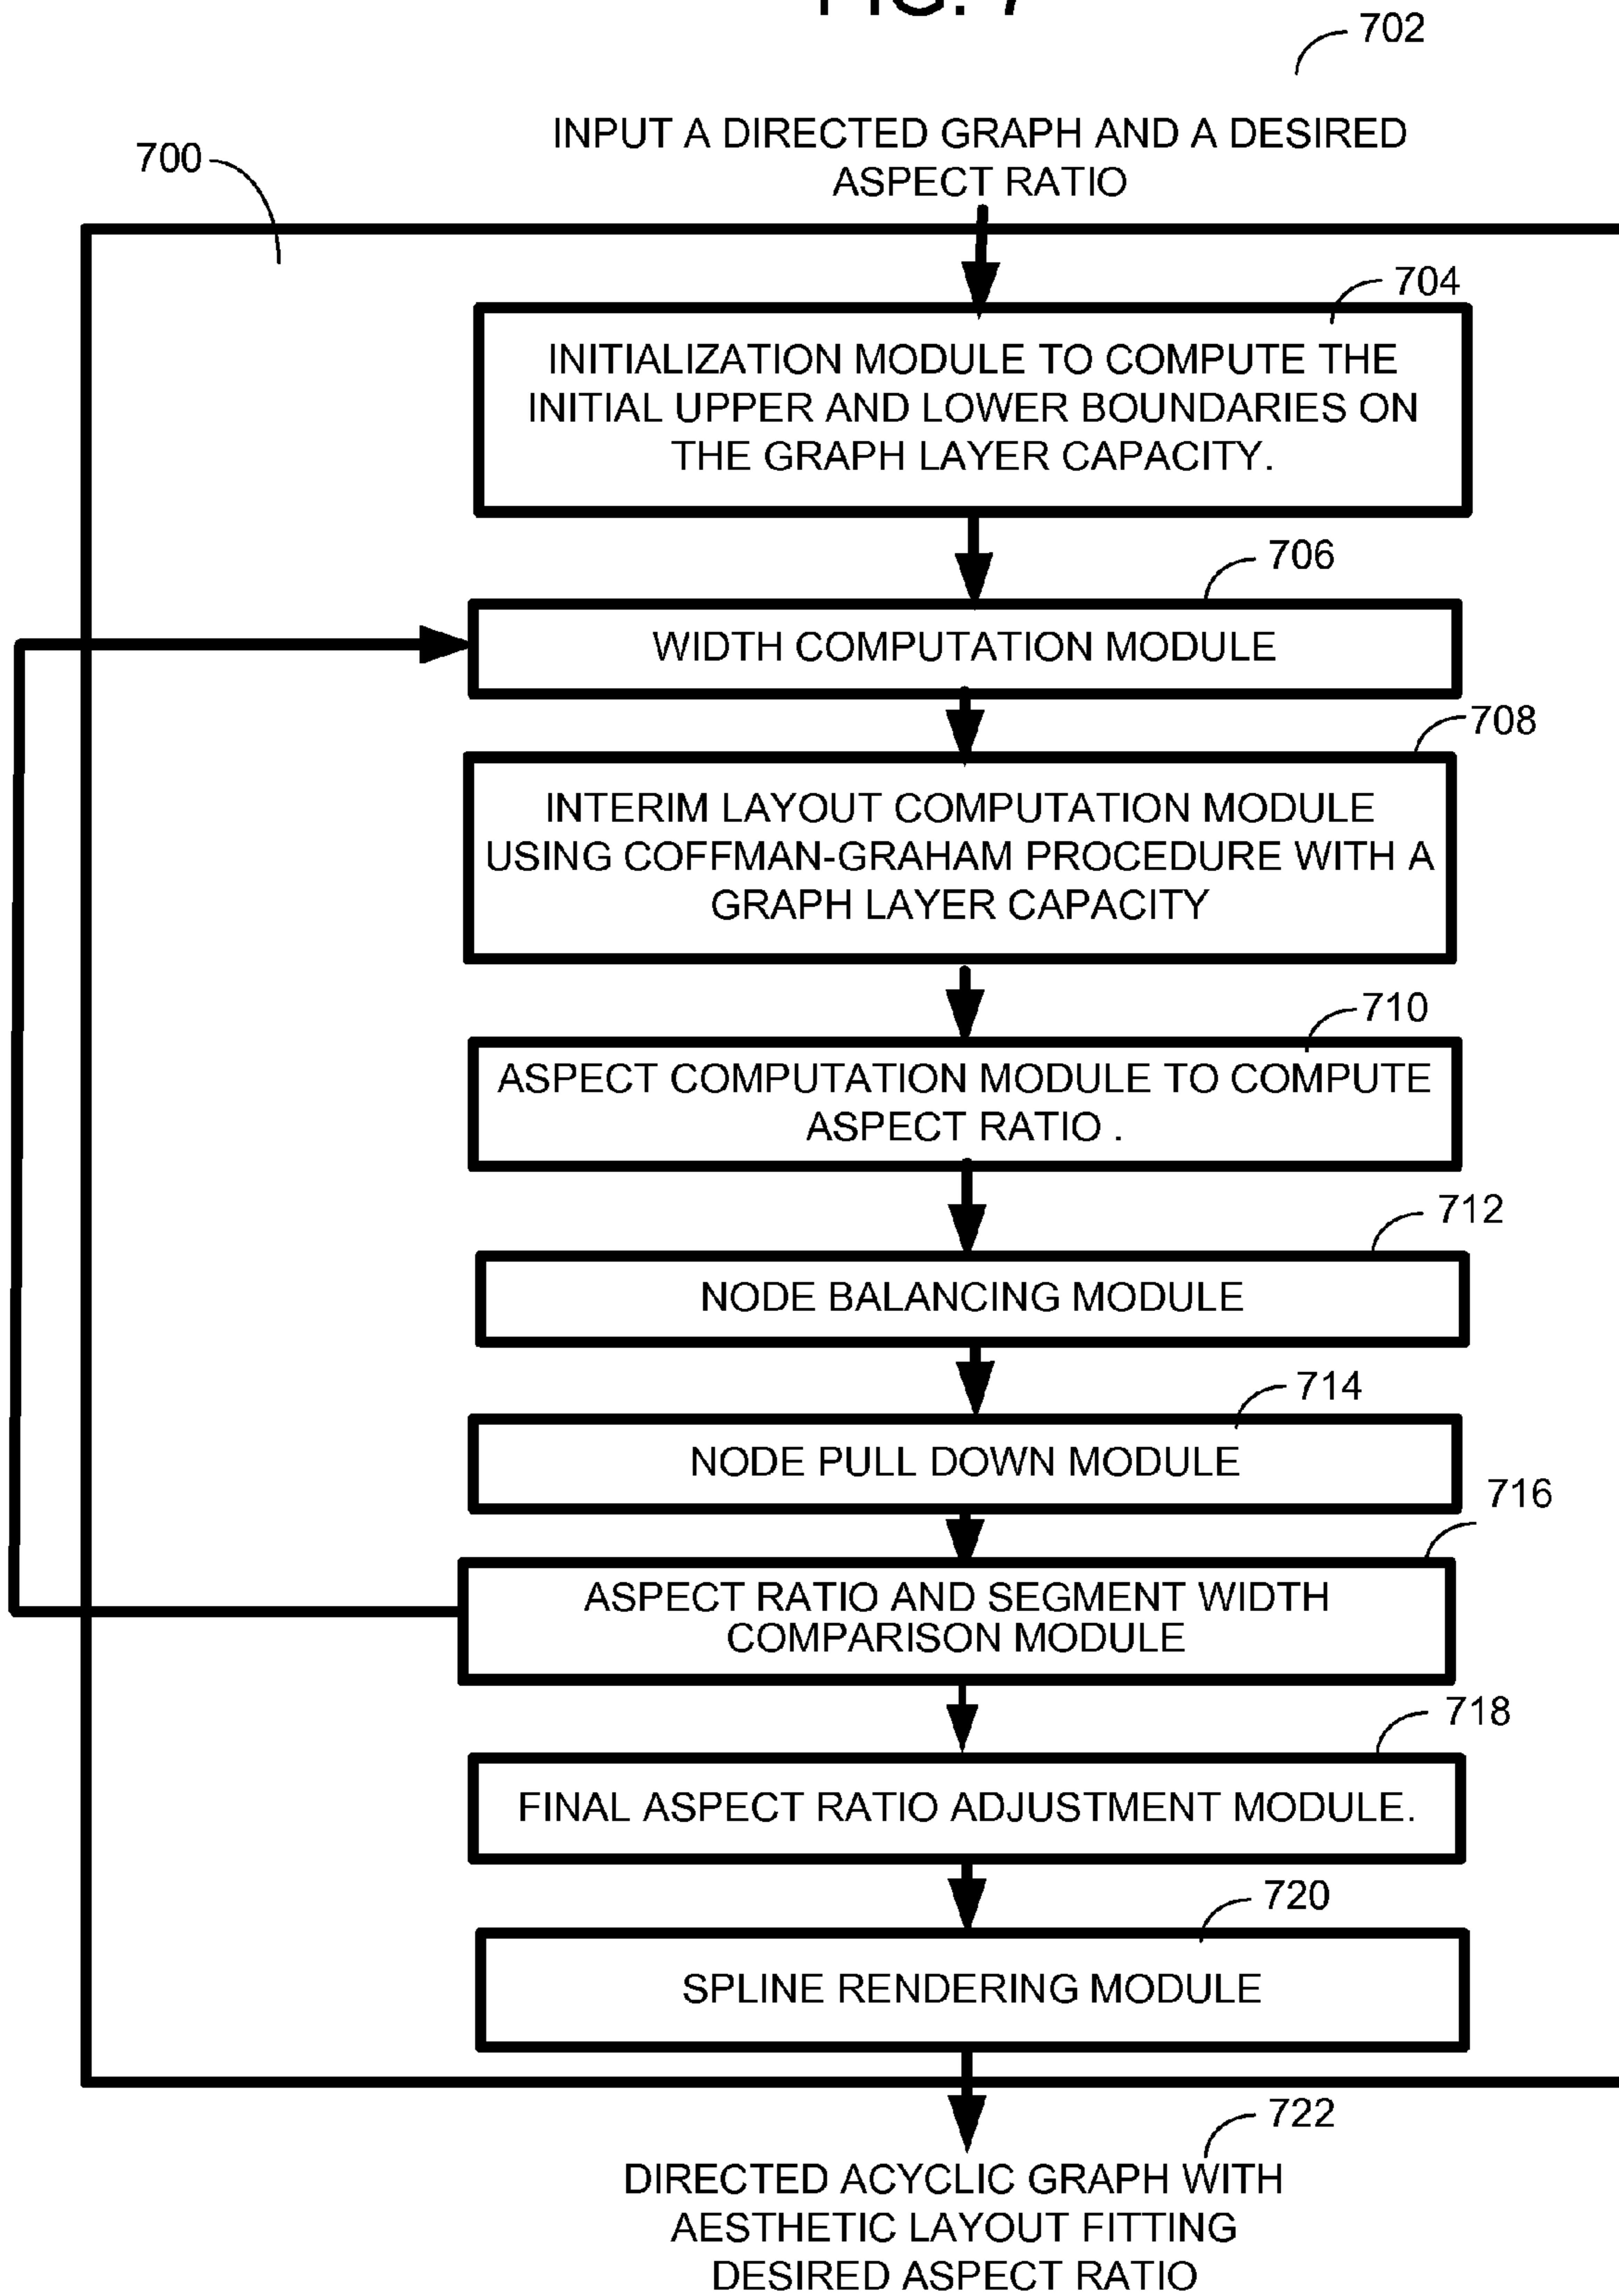 702
INPUT A DIRECTED GRAPH AND A DESIRED
ASPECT RATIO
700
704
INITIALIZATION MODULE TO COMPUTE THE
INITIAL UPPER AND LOWER BOUNDARIES ON
THE GRAPH LAYER CAPACITY.
706
WIDTH COMPUTATION MODULE
708
INTERIM LAYOUT COMPUTATION MODULE
USING COFFMAN-GRAHAM PROCEDURE WITH A
GRAPH LAYER CAPACITY
710
ASPECT COMPUTATION MODULE TO COMPUTE
ASPECT RATIO .
712
NODE BALANCING MODULE
714
NODE PULL DOWN MODULE
716
ASPECT RATIO AND SEGMENT WIDTH
COMPARISON MODULE
718
FINAL ASPECT RATIO ADJUSTMENT MODULE.
720
SPLINE RENDERING MODULE
722
DIRECTED ACYCLIC GRAPH WITH
AESTHETIC LAYOUT FITTING
DESIRED ASPECT RATIO